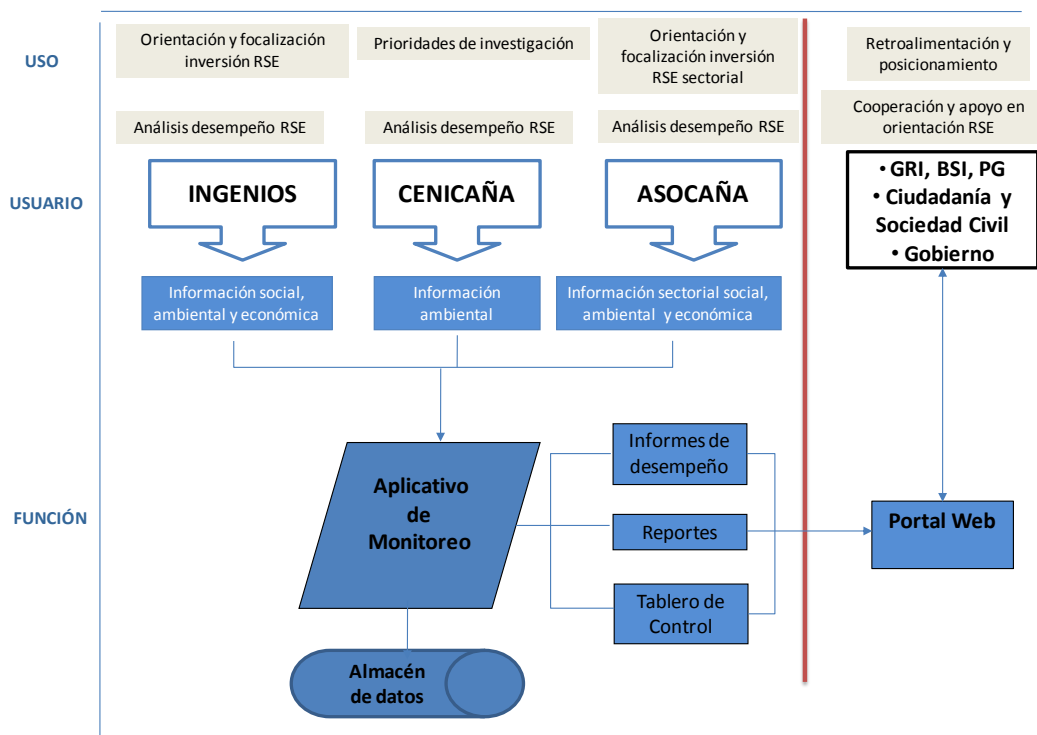 USO
Orientación y focalización
inversión RSE
Prioridades de investigación
Orientación y
focalización inversión
RSE sectorial
Retroalimentación y
posicionamiento
Análisis desempeño RSE
Análisis desempeño RSE
Análisis desempeño RSE
Cooperación y apoyo en
orientación RSE
USUARIO
INGENIOS
CENICAÑA
ASOCAÑA
• GRI, BSI, PG
• Ciudadanía y
Sociedad Civil
• Gobierno
Información social,
ambiental y económica
Información
ambiental
Información sectorial social,
ambiental y económica
FUNCIÓN
Aplicativo
de
Monitoreo
Informes de
desempeño
Reportes
Tablero de
Control
Portal Web
Almacén
de datos